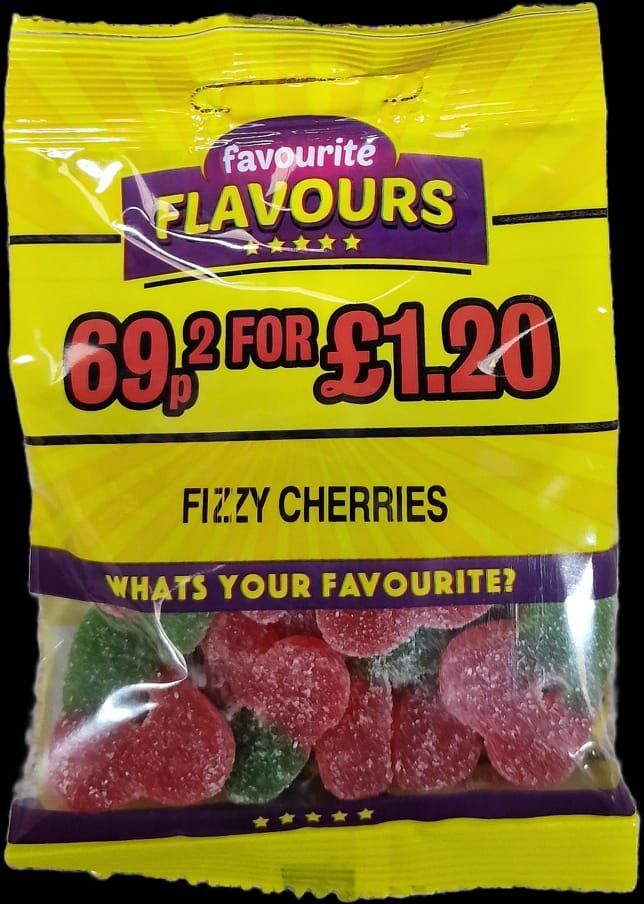 favourité
FLAVOURS
69p 2 FOR £1.20
FIZZY CHERRIES
WHATS YOUR FAVOURITE?